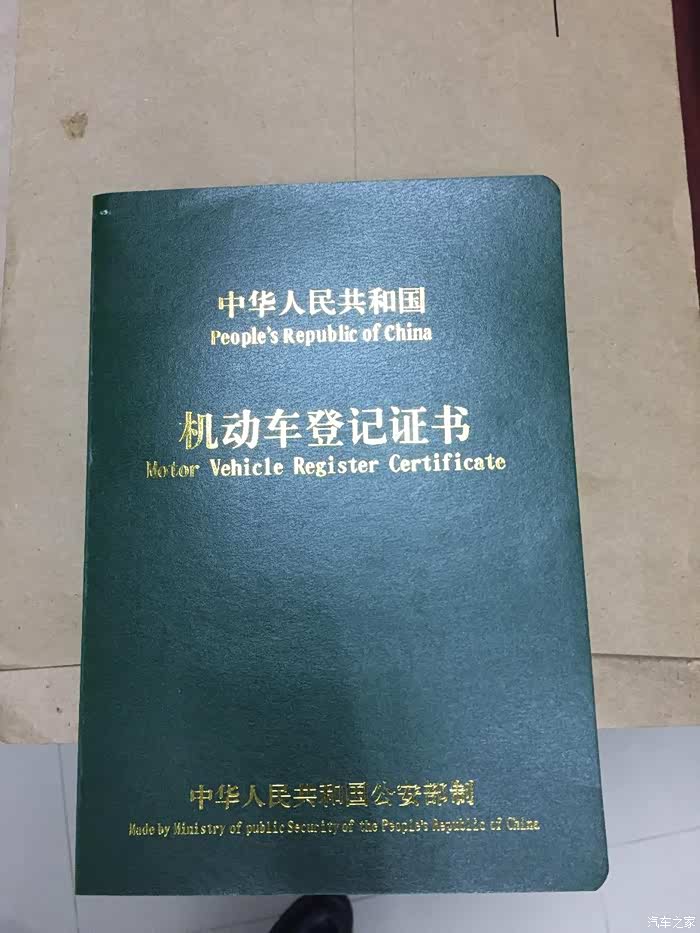 中华人民共和国
People's Republic of China
机动车登记证书
Motor Vehicle Register Certificate
中华人民共和国公安部制
Made by Ministry of public Security of the People's Republic of China
汽车之家